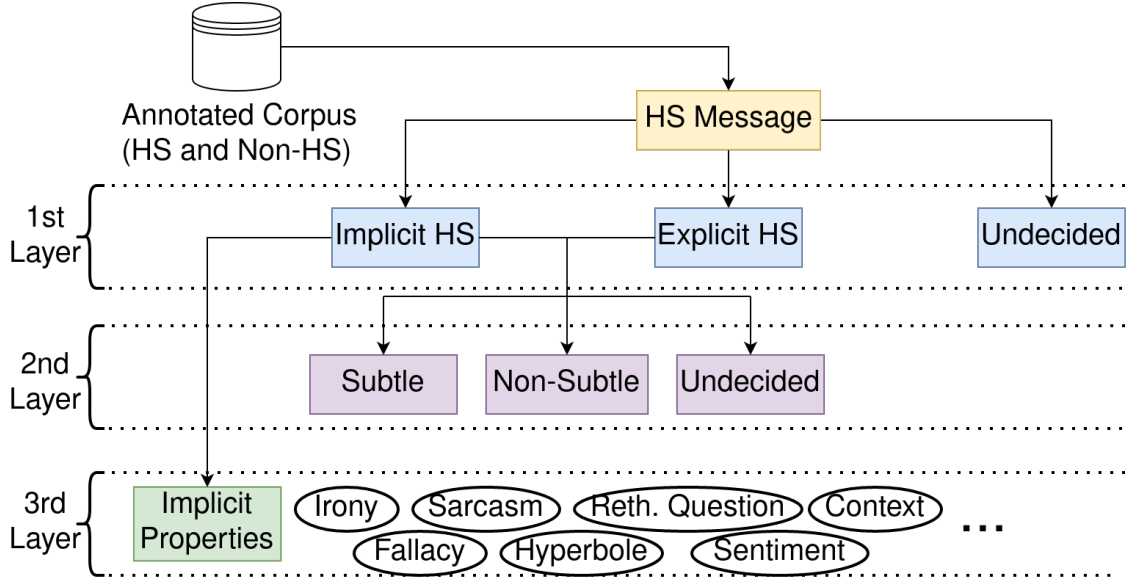 Annotated Corpus
(HS and Non-HS)
HS Message
1st
Layer
Implicit HS
Explicit HS
Undecided
2nd
Layer
Subtle
Non-Subtle
Undecided
3rd
Layer
Implicit
Properties
Irony
Sarcasm
Reth. Question
Context
...
Fallacy
Hyperbole
Sentiment